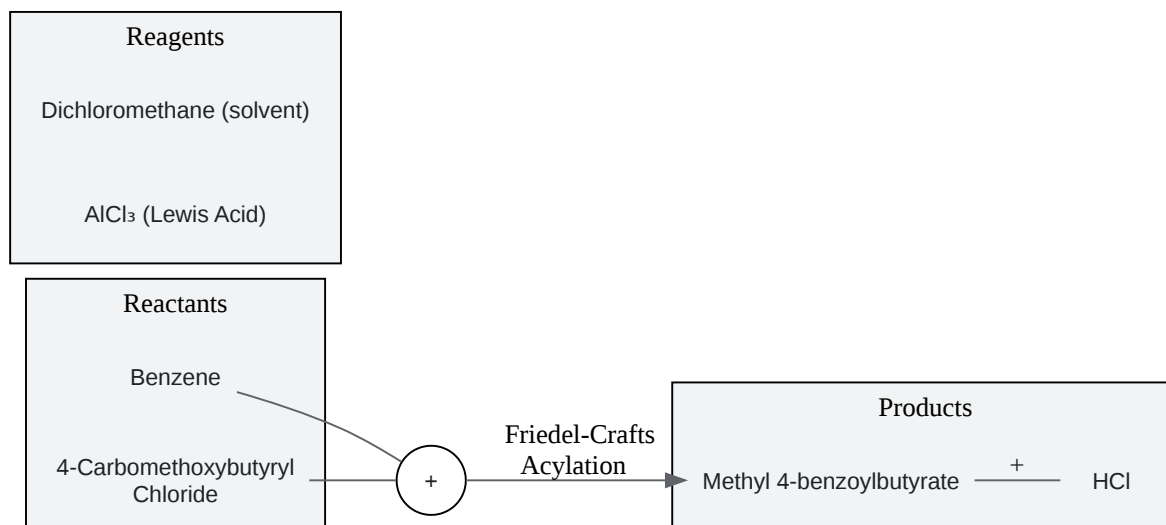 Reagents
Dichloromethane (solvent)
AlCl₃ (Lewis Acid)
Reactants
Benzene
4-Carbomethoxybutyryl
Chloride
+
Friedel-Crafts
Acylation
Products
Methyl 4-benzoylbutyrate
+
HCl